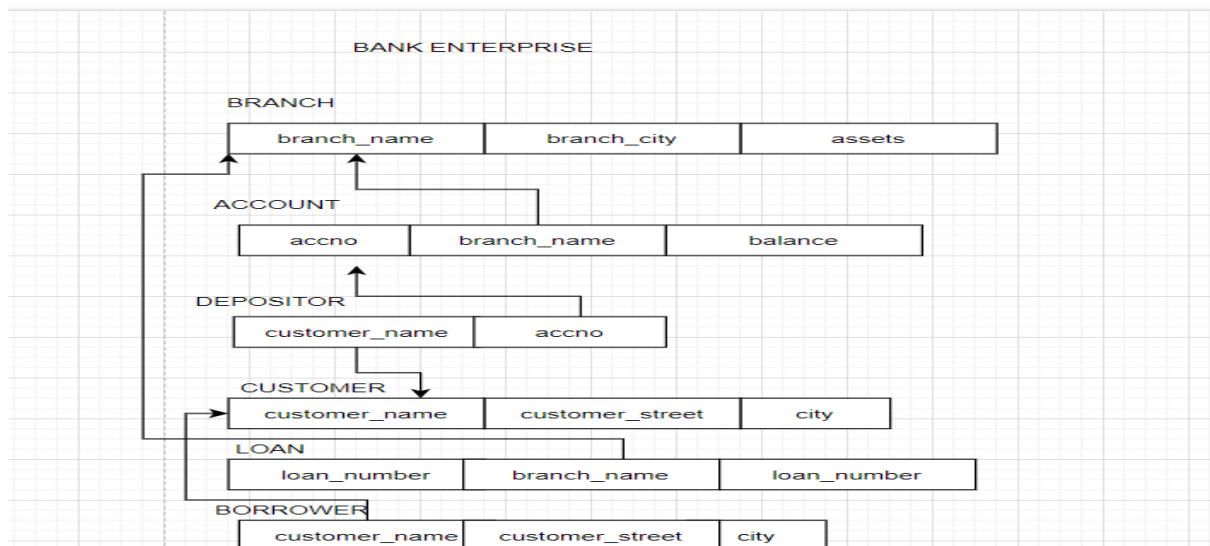 BANK ENTERPRISE
BRANCH
branch_name branch_city assets
ACCOUNT
accno branch_name balance
DEPOSITOR
customer_name accno
CUSTOMER
customer_name customer_street city
LOAN
loan_number branch_name loan_number
BORROWER
customer_name customer_street city